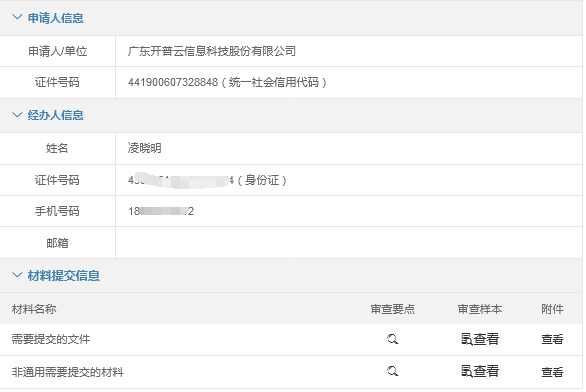 申请人信息
申请人/单位 广东开普云信息科技股份有限公司
证件号码 441900607328848（统一社会信用代码）
经办人信息
姓名 凌晓明
证件号码 4（身份证）
手机号码 18 2
邮箱
材料提交信息
材料名称 审查要点 审查样本 附件
需要提交的文件 查看 查看
非通用需要提交的材料 查看 查看